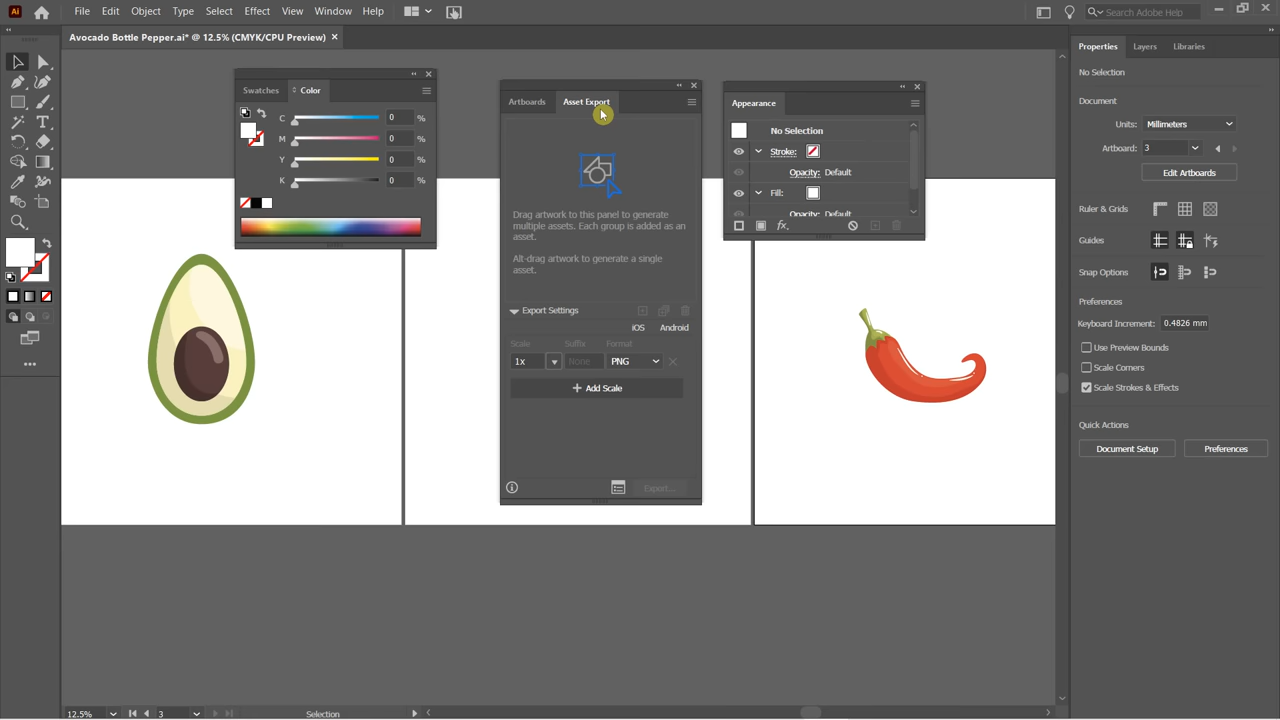 Ai File Edit Object Type Select Effect View Window Help Search Adobe Help
Avocado Bottle Pepper.ai* @ 12.5% (CMYK/CPU Preview) ×
Swatches Color
C 0 %
M 0 %
Y 0 %
K 0 %
Artboards Asset Export
Drag artwork to this panel to generate
multiple assets. Each group is added as an
asset.
Alt-drag artwork to generate a single
asset.
Export Settings
iOS Android
Scale Suffix Format
1x None PNG
+ Add Scale
Export...
Appearance
No Selection
Stroke:
Opacity: Default
Fill:
Opacity: Default
fx
Properties Layers Libraries
No Selection
Document
Units: Millimeters
Artboard: 3
Edit Artboards
Ruler & Grids
Guides
Snap Options
Preferences
Keyboard Increment: 0.4826 mm
Use Preview Bounds
Scale Corners
Scale Strokes & Effects
Quick Actions
Document Setup Preferences
12.5% 3 Selection